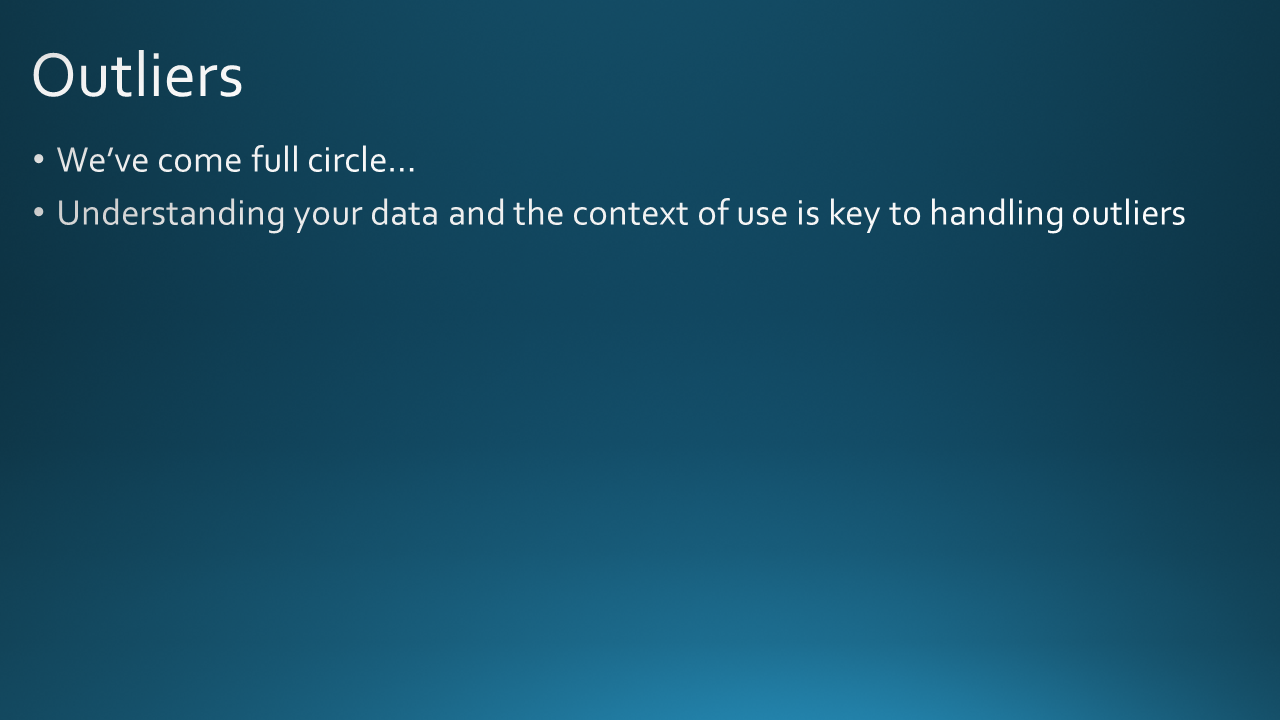 Outliers
• We’ve come full circle…
• Understanding your data and the context of use is key to handling outliers